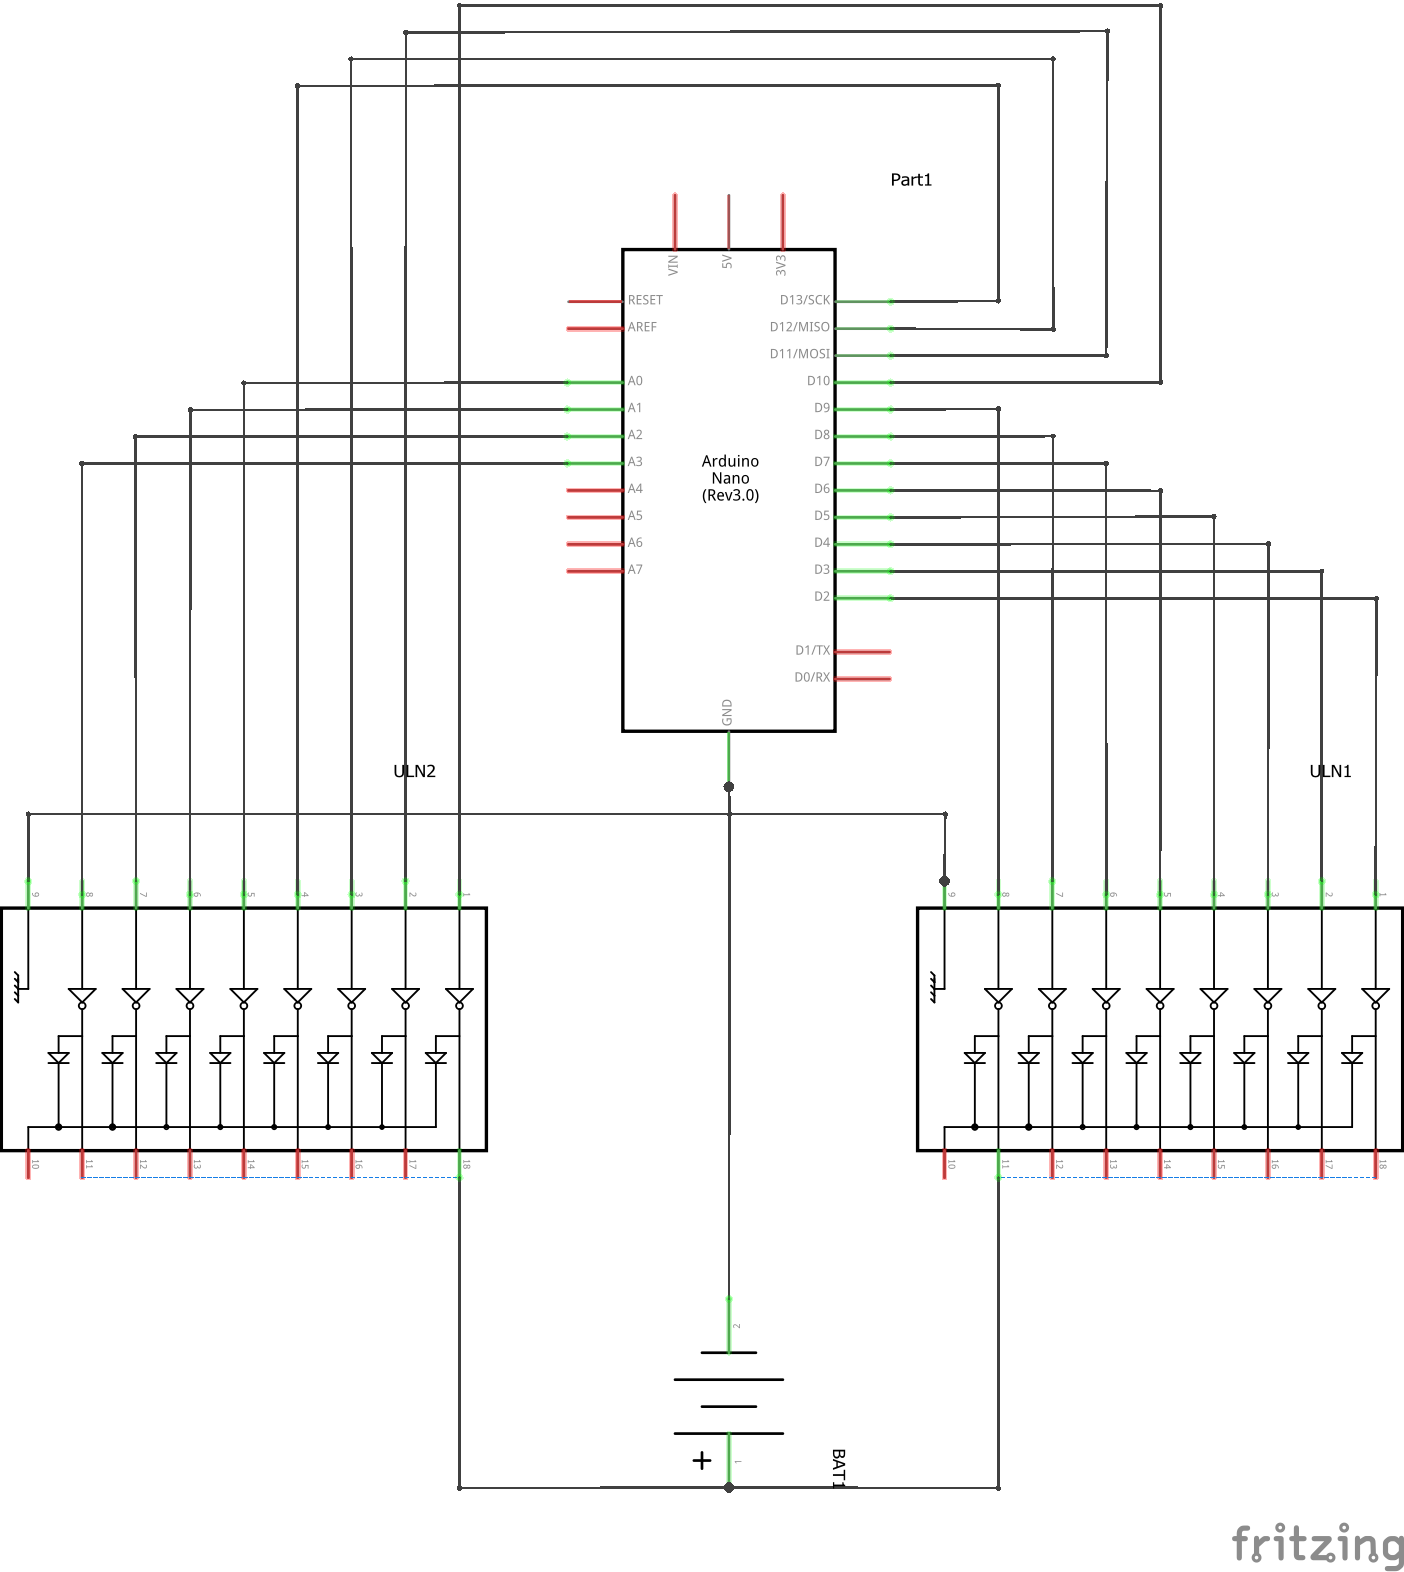 Part1
VIN
5V
3V3
RESET
D13/SCK
AREF
D12/MISO
D11/MOSI
A0
D10
A1
D9
A2
D8
A3
D7
A4
D6
A5
D5
A6
D4
A7
D3
D2
Arduino
Nano
(Rev3.0)
D1/TX
D0/RX
GND
ULN2
ULN1
9 8 7 6 5 4 3 2 1
9 8 7 6 5 4 3 2 1
10 11 12 13 14 15 16 17 18
10 11 12 13 14 15 16 17 18
2
+
1
BAT1
fritzing